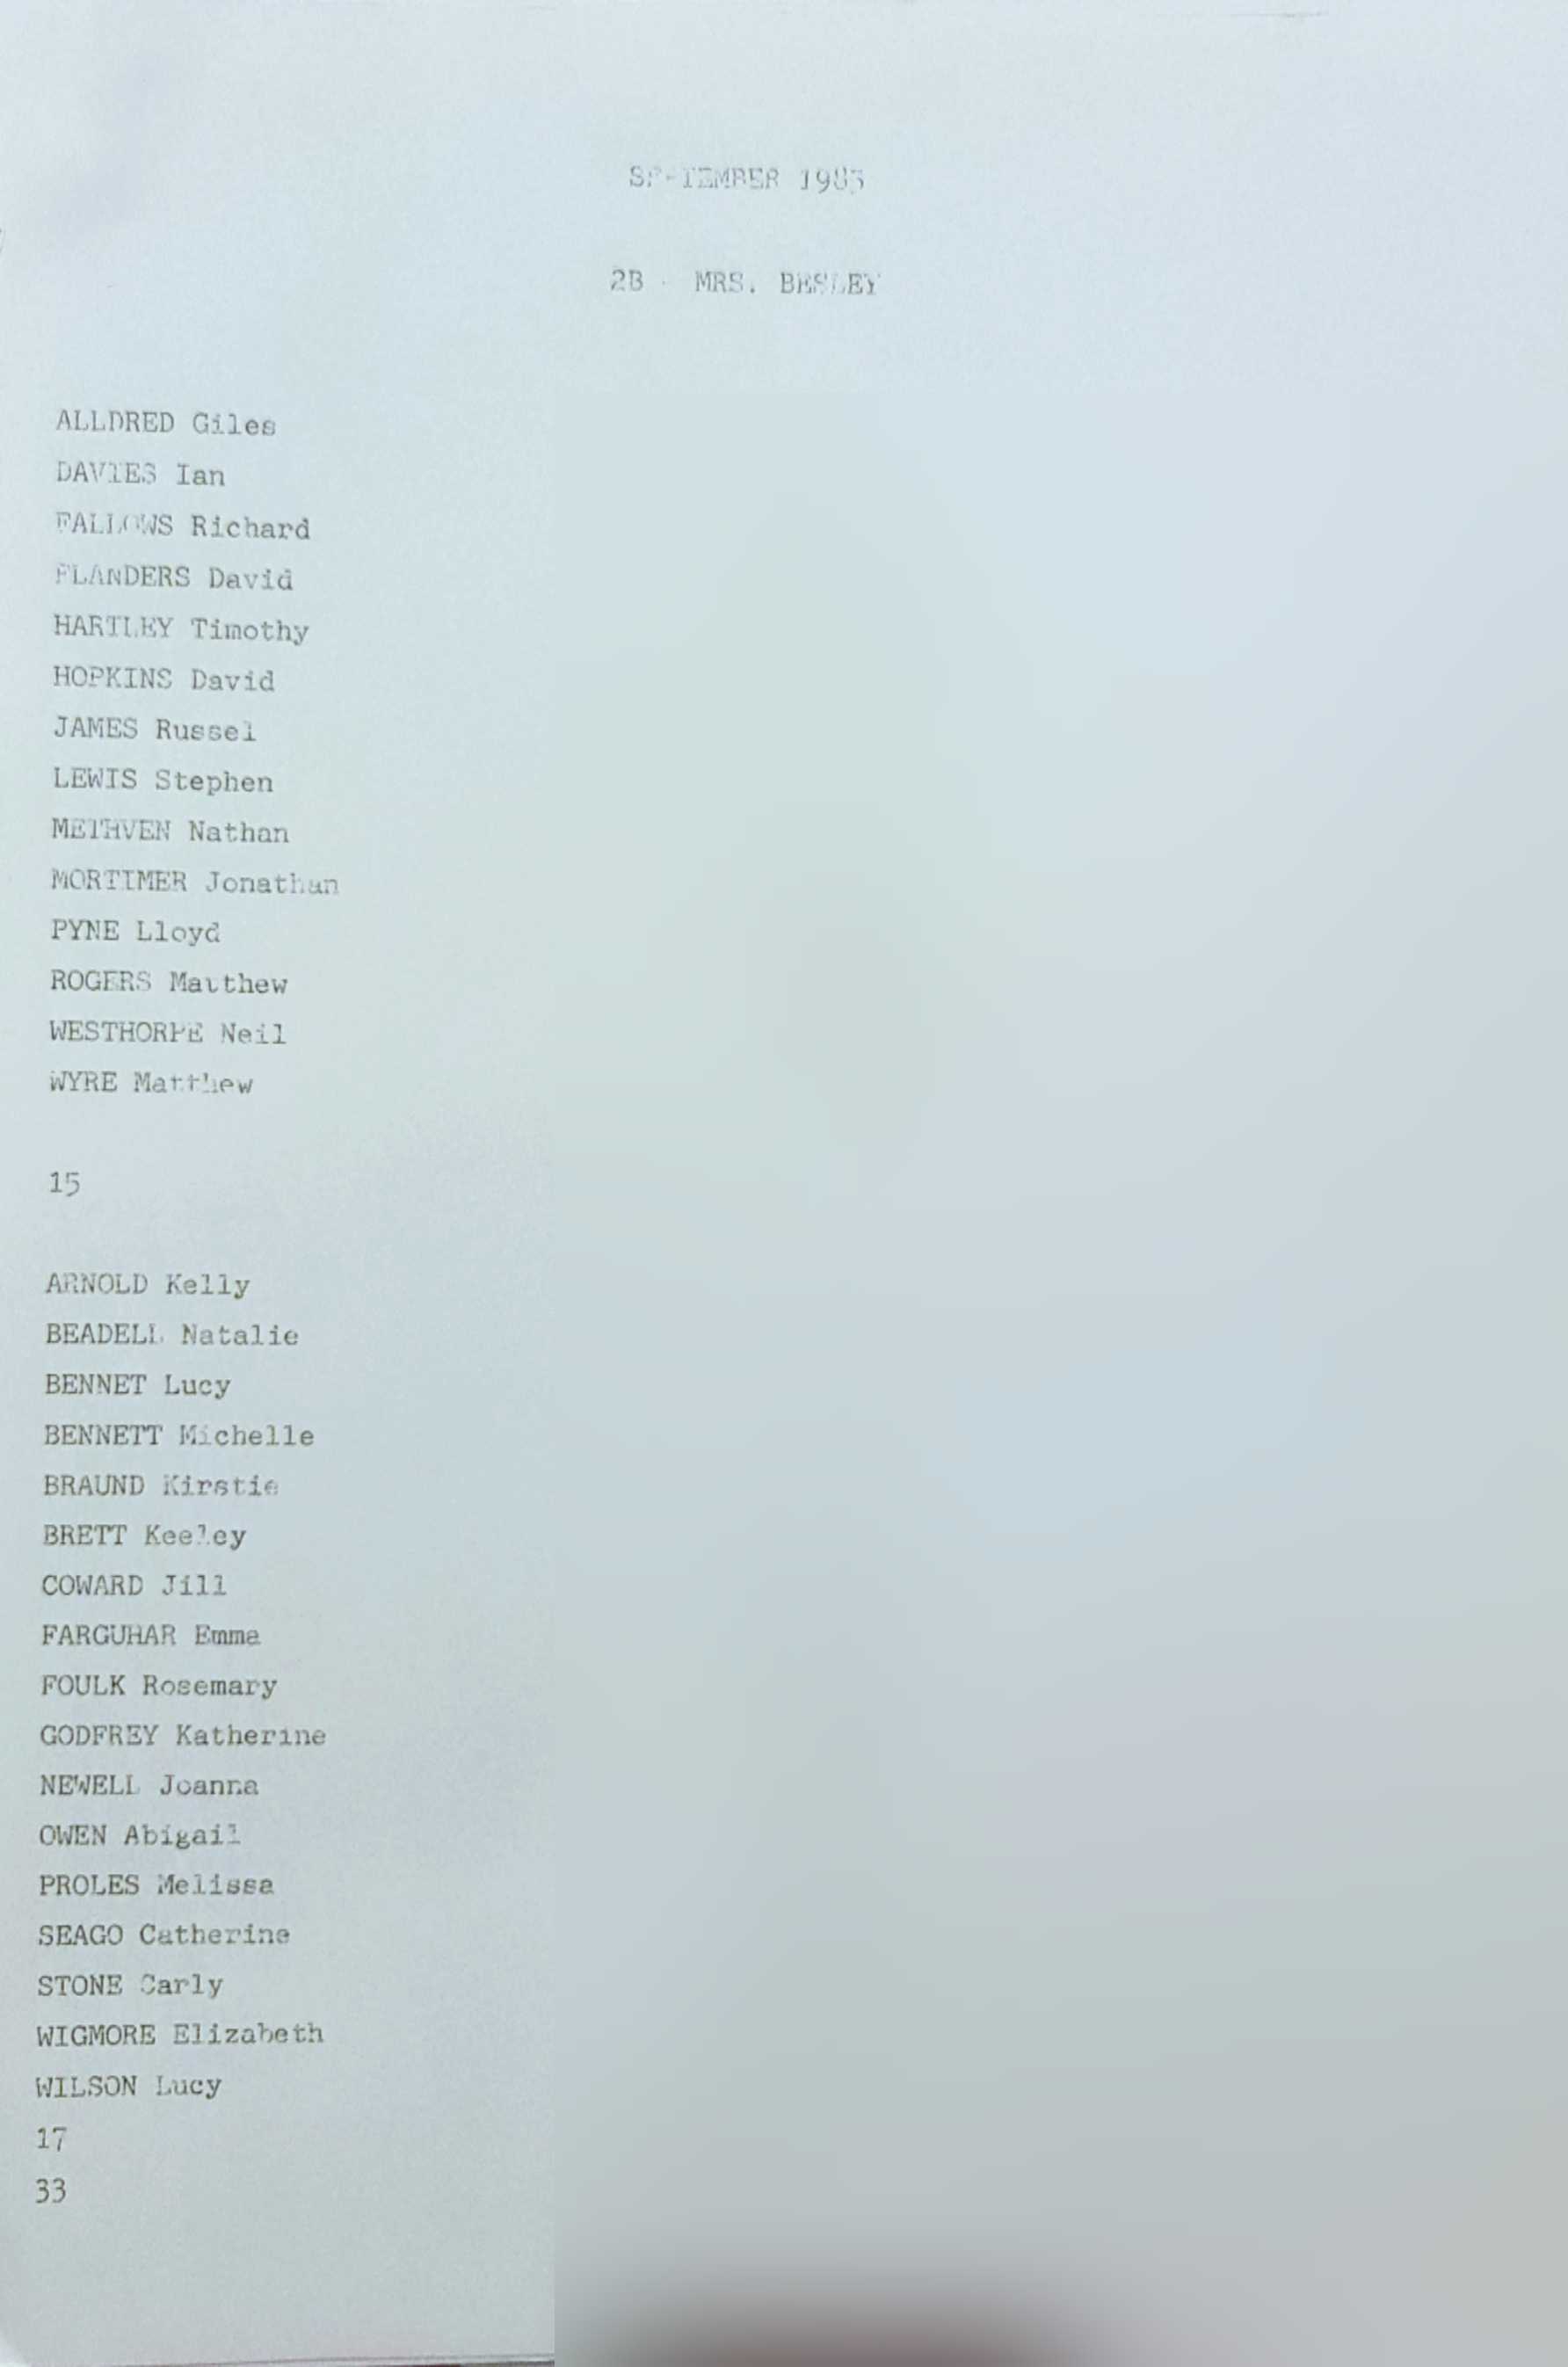 SEPTEMBER 1983
2B - MRS. BESLEY
ALLDRED Giles
DAVIES Ian
FALLOWS Richard
FLANDERS David
HARTLEY Timothy
HOPKINS David
JAMES Russel
LEWIS Stephen
METHVEN Nathan
MORTIMER Jonathan
PYNE Lloyd
ROGERS Matthew
WESTHORPE Neil
WYRE Matthew
15
ARNOLD Kelly
BEADELL Natalie
BENNET Lucy
BENNETT Michelle
BRAUND Kirstie
BRETT Keeley
COWARD Jill
FARGUHAR Emma
FOULK Rosemary
GODFREY Katherine
NEWELL Joanna
OWEN Abigail
PROLES Melissa
SEAGO Catherine
STONE Carly
WIGMORE Elizabeth
WILSON Lucy
17
33